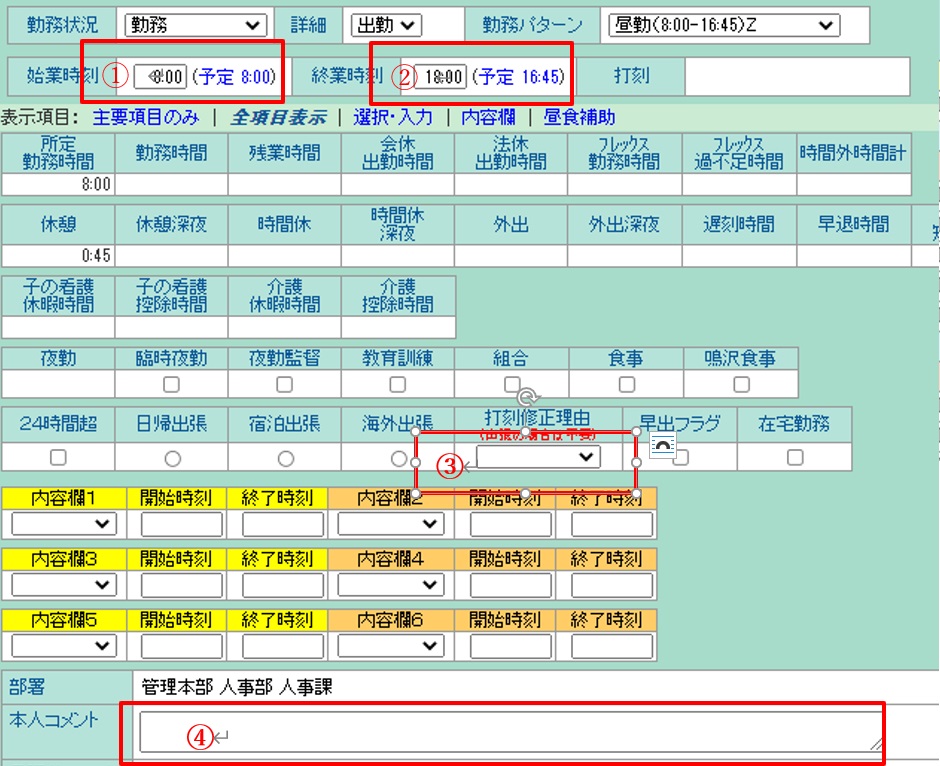 勤務状況 勤務 詳細 出勤 勤務パターン 昼勤(8:00-16:45)Z
始業時刻 ① 8:00 (予定 8:00) 終業時刻 ② 18:00 (予定 16:45) 打刻
表示項目: 主要項目のみ | 全項目表示 | 選択・入力 | 内容欄 | 昼食補助
所定 勤務時間 勤務時間 残業時間 会休 出勤時間 法休 出勤時間 フレックス 勤務時間 フレックス 過不足時間 時間外時間計
8:00
休憩 休憩深夜 時間休 時間休 深夜 外出 外出深夜 遅刻時間 早退時間
0:45
子の看護 休暇時間 子の看護 控除時間 介護 休暇時間 介護 控除時間
夜勤 臨時夜勤 夜勤監督 教育訓練 組合 食事 鳴沢食事
24時間超 日帰出張 宿泊出張 海外出張 打刻修正理由 (出張の場合は不要) 早出フラグ 在宅勤務
③
内容欄1 開始時刻 終了時刻 内容欄2 開始時刻 終了時刻
内容欄3 開始時刻 終了時刻 内容欄4 開始時刻 終了時刻
内容欄5 開始時刻 終了時刻 内容欄6 開始時刻 終了時刻
部署 管理本部 人事部 人事課
本人コメント
④